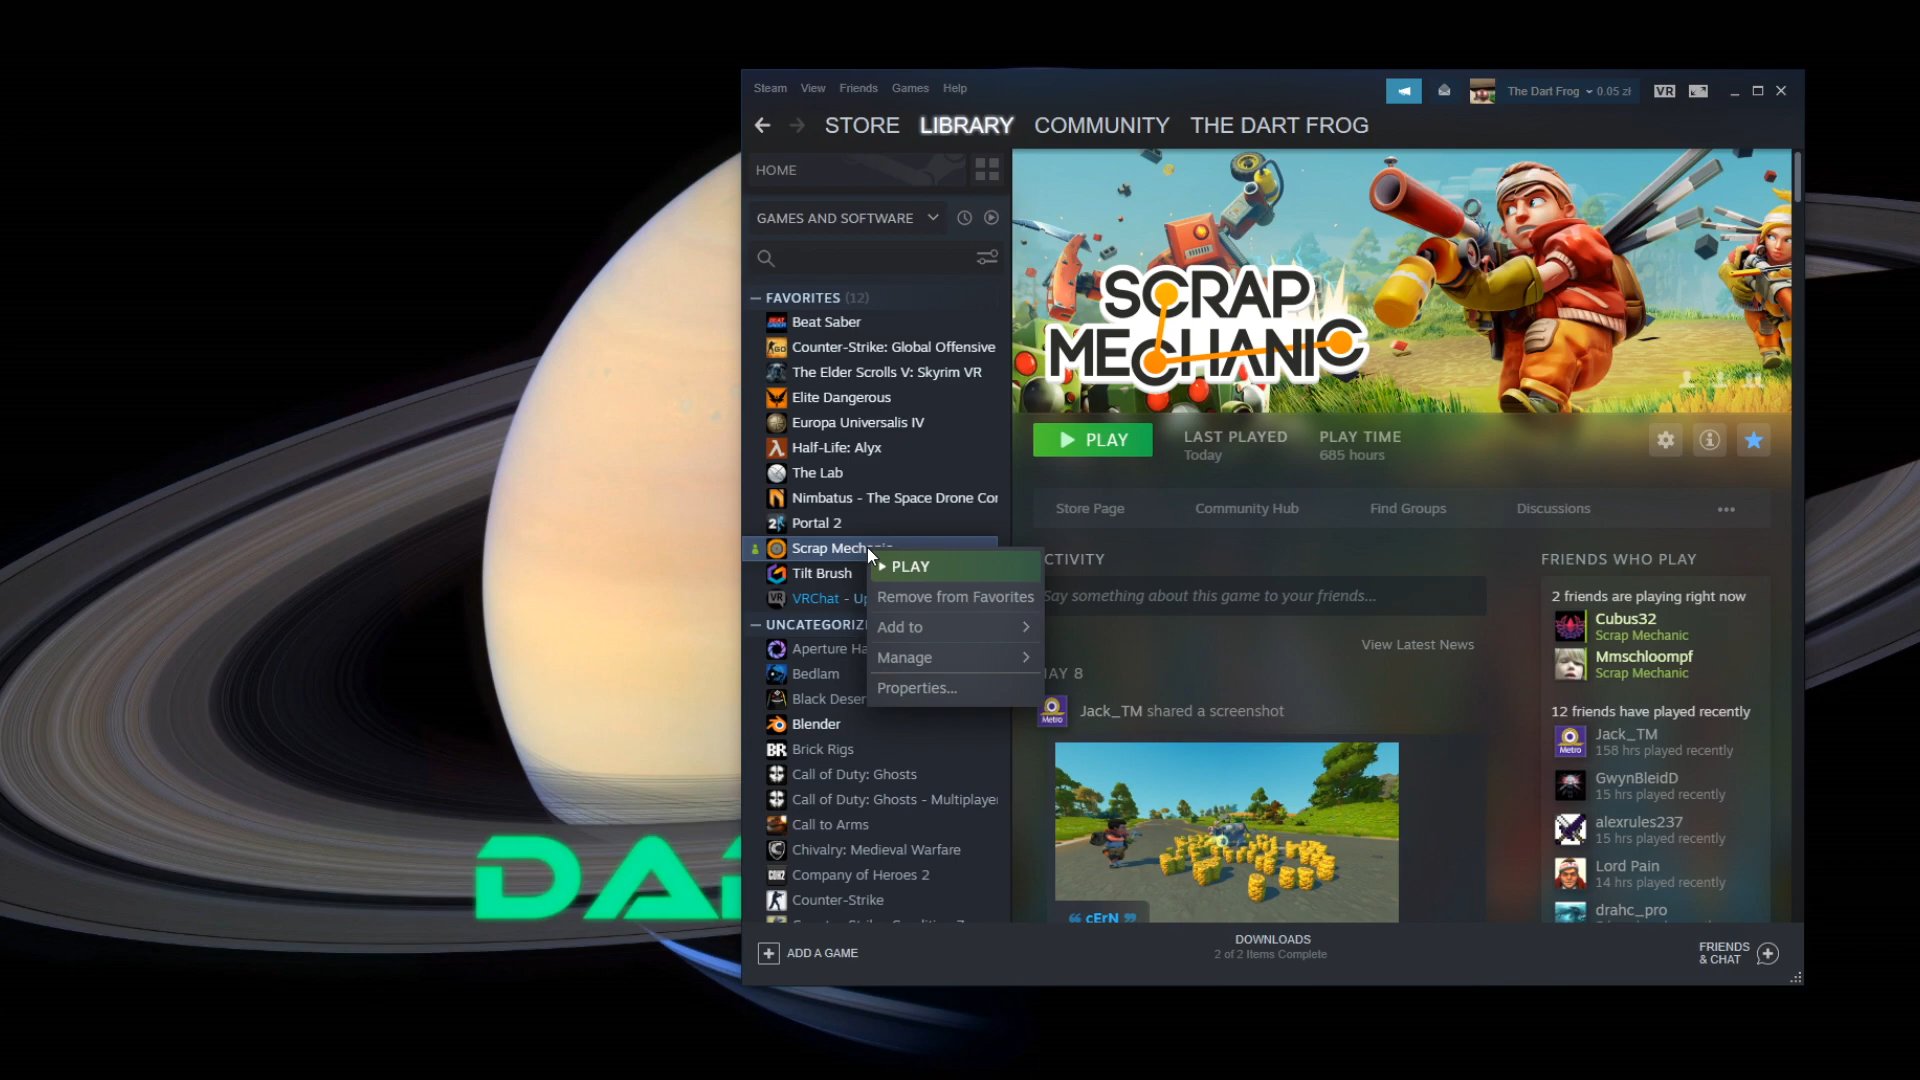 Steam View Friends Games Help
The Dart Frog 0.05 zł VR
STORE LIBRARY COMMUNITY THE DART FROG
HOME
GAMES AND SOFTWARE
FAVORITES (12)
Beat Saber
Counter-Strike: Global Offensive
The Elder Scrolls V: Skyrim VR
Elite Dangerous
Europa Universalis IV
Half-Life: Alyx
The Lab
Nimbatus - The Space Drone Con
Portal 2
Scrap Mechanic
Tilt Brush
VRChat - Up
UNCATEGORIZ
Aperture Ha
Bedlam
Black Deser
Blender
Brick Rigs
Call of Duty: Ghosts
Call of Duty: Ghosts - Multiplayer
Call to Arms
Chivalry: Medieval Warfare
Company of Heroes 2
Counter-Strike
PLAY
Remove from Favorites
Add to
Manage
Properties...
SCRAP
MECHANIC
PLAY
LAST PLAYED
Today
PLAY TIME
685 hours
Store Page Community Hub Find Groups Discussions
CTIVITY
Say something about this game to your friends...
View Latest News
MAY 8
Metro
Jack_TM shared a screenshot
cErN
FRIENDS WHO PLAY
2 friends are playing right now
Cubus32
Scrap Mechanic
Mmschloompf
Scrap Mechanic
12 friends have played recently
Metro
Jack_TM
158 hrs played recently
GwynBleidD
15 hrs played recently
alexrules237
15 hrs played recently
Lord Pain
14 hrs played recently
drahc_pro
ADD A GAME
DOWNLOADS
2 of 2 Items Complete
FRIENDS
& CHAT
DA